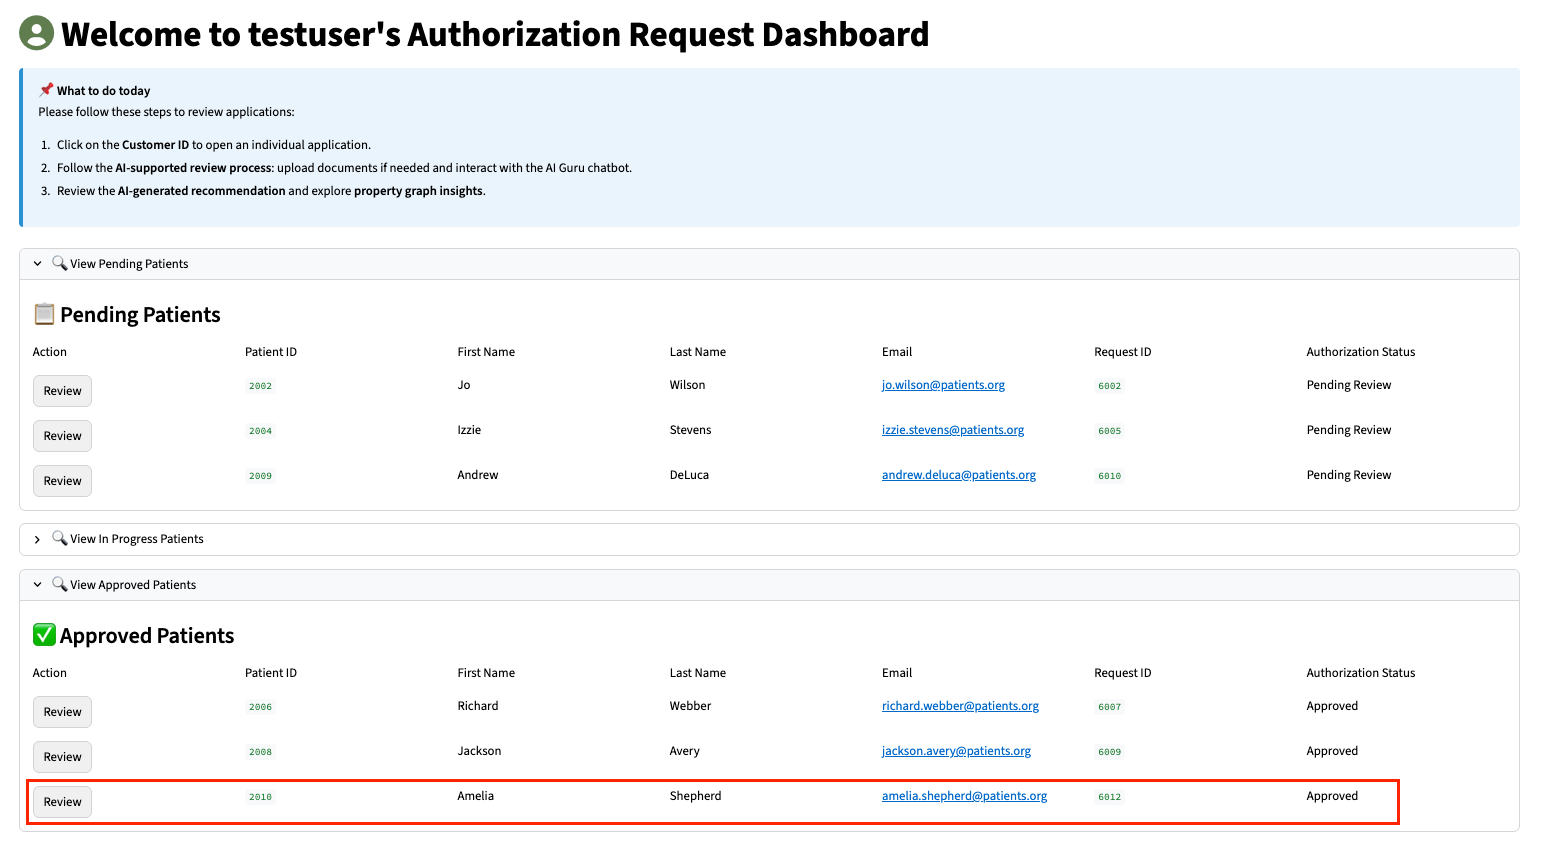 Welcome to testuser's Authorization Request Dashboard
What to do today
Please follow these steps to review applications:
1. Click on the Customer ID to open an individual application.
2. Follow the AI-supported review process: upload documents if needed and interact with the AI Guru chatbot.
3. Review the AI-generated recommendation and explore property graph insights.
View Pending Patients
Pending Patients
Action Patient ID First Name Last Name Email Request ID Authorization Status
Review 2002 Jo Wilson jo.wilson@patients.org 6002 Pending Review
Review 2004 Izzie Stevens izzie.stevens@patients.org 6005 Pending Review
Review 2009 Andrew DeLuca andrew.deluca@patients.org 6010 Pending Review
View In Progress Patients
View Approved Patients
Approved Patients
Action Patient ID First Name Last Name Email Request ID Authorization Status
Review 2006 Richard Webber richard.webber@patients.org 6007 Approved
Review 2008 Jackson Avery jackson.avery@patients.org 6009 Approved
Review 2010 Amelia Shepherd amelia.shepherd@patients.org 6012 Approved